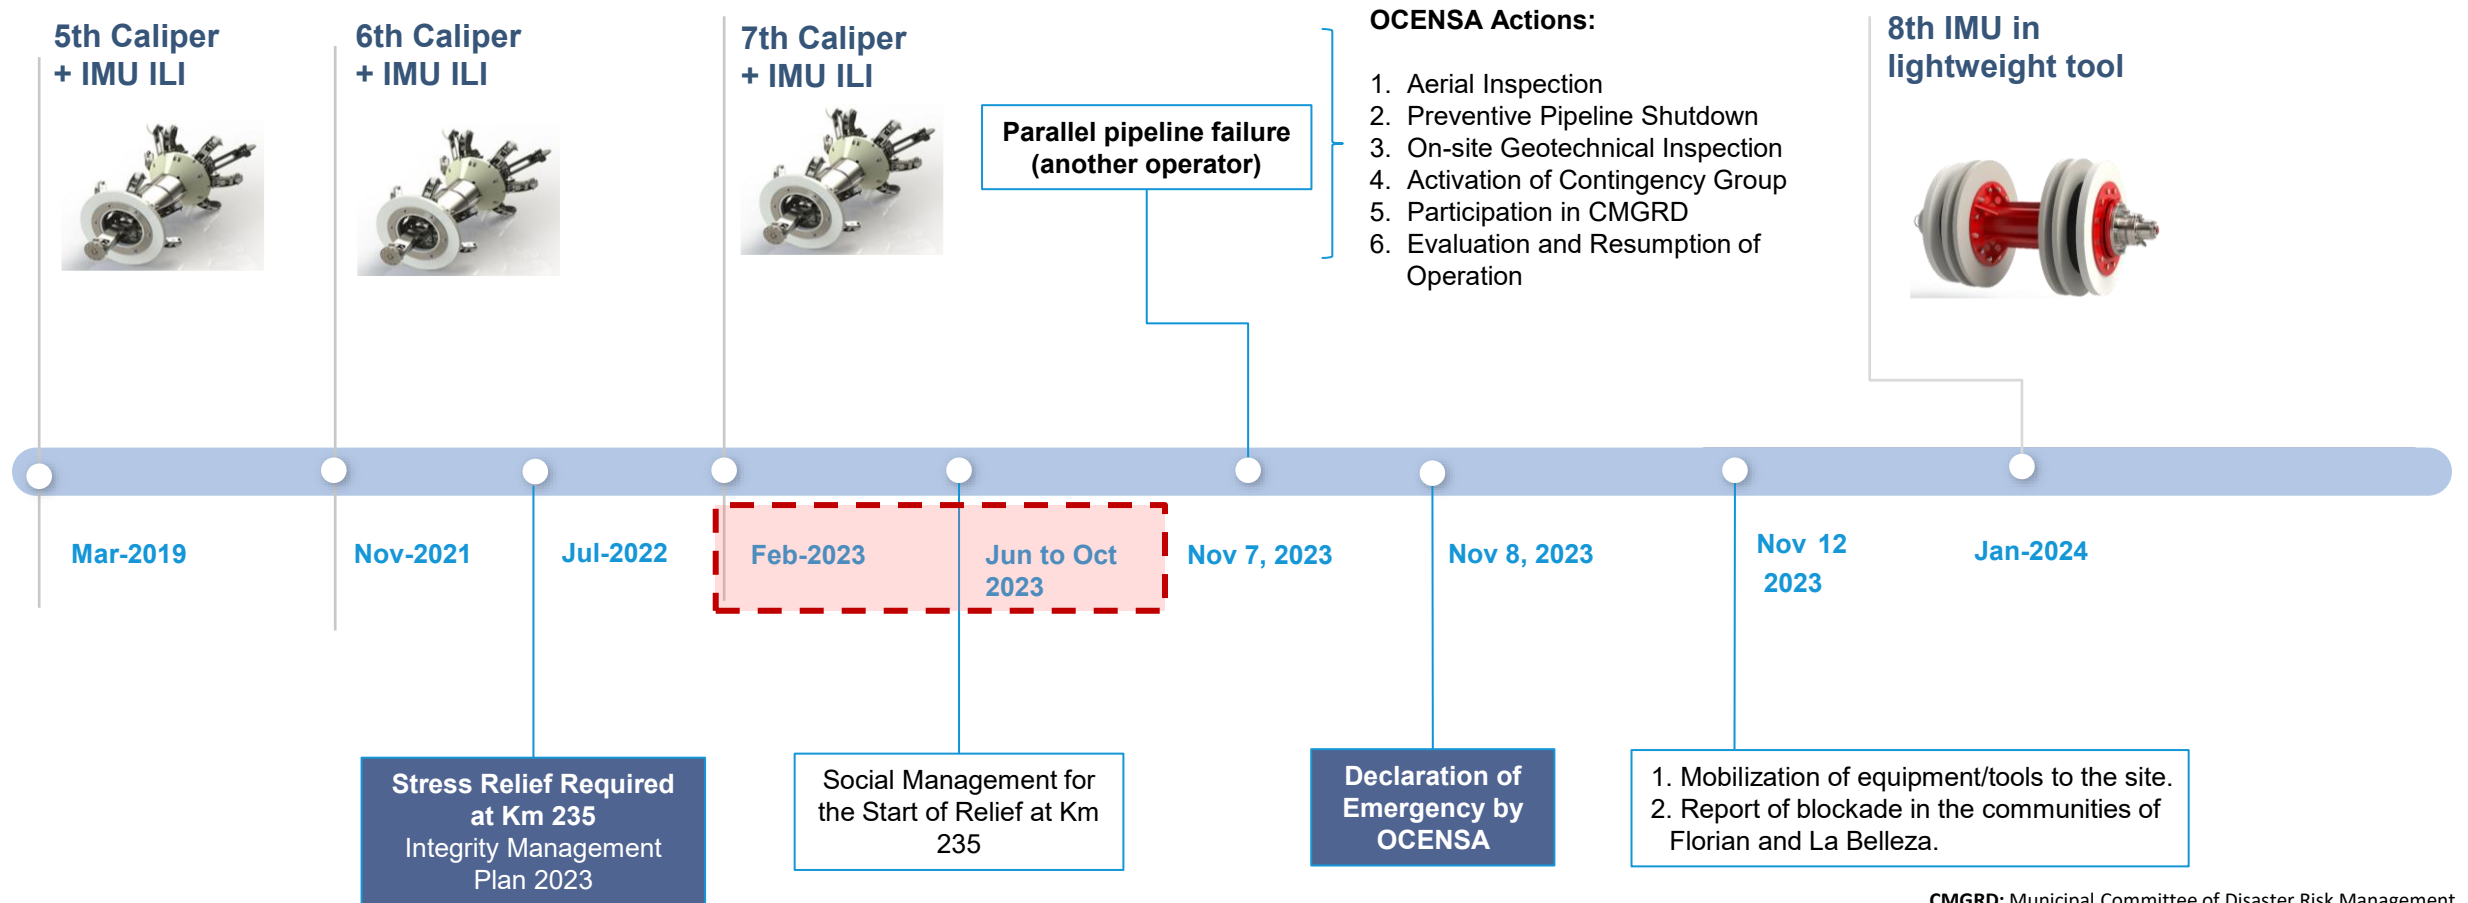 5th Caliper
+ IMU ILI
6th Caliper
+ IMU ILI
7th Caliper
+ IMU ILI
Parallel pipeline failure
(another operator)
OCENSA Actions:
1. Aerial Inspection
2. Preventive Pipeline Shutdown
3. On-site Geotechnical Inspection
4. Activation of Contingency Group
5. Participation in CMGRD
6. Evaluation and Resumption of
Operation
8th IMU in
lightweight tool
Mar-2019
Nov-2021
Jul-2022
Feb-2023
Jun to Oct
2023
Nov 7, 2023
Nov 8, 2023
Nov 12
2023
Jan-2024
Stress Relief Required
at Km 235
Integrity Management
Plan 2023
Social Management for
the Start of Relief at Km
235
Declaration of
Emergency by
OCENSA
1. Mobilization of equipment/tools to the site.
2. Report of blockade in the communities of
Florian and La Belleza.
CMGRD: Municipal Committee of Disaster Risk Management